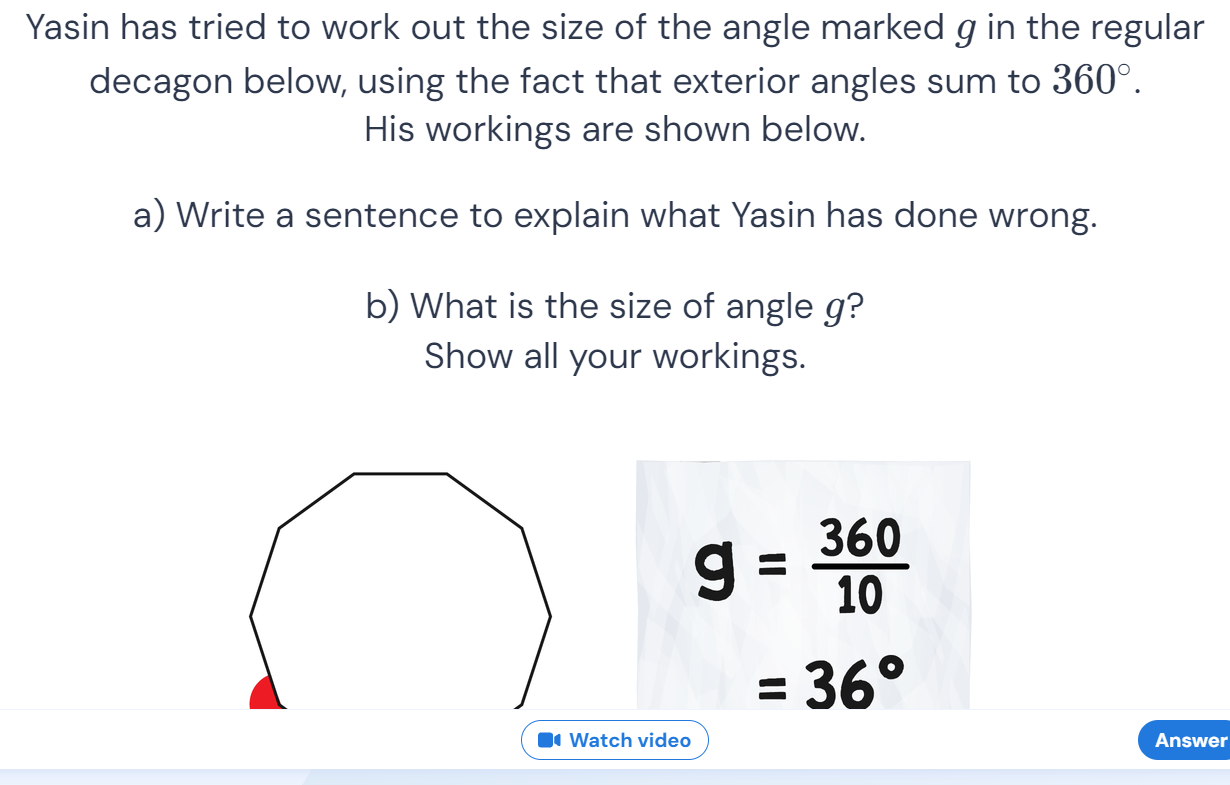 Yasin has tried to work out the size of the angle marked g in the regular
decagon below, using the fact that exterior angles sum to 360°.
His workings are shown below.
a) Write a sentence to explain what Yasin has done wrong.
b) What is the size of angle g?
Show all your workings.
g = 360/10
= 36°
Watch video
Answer